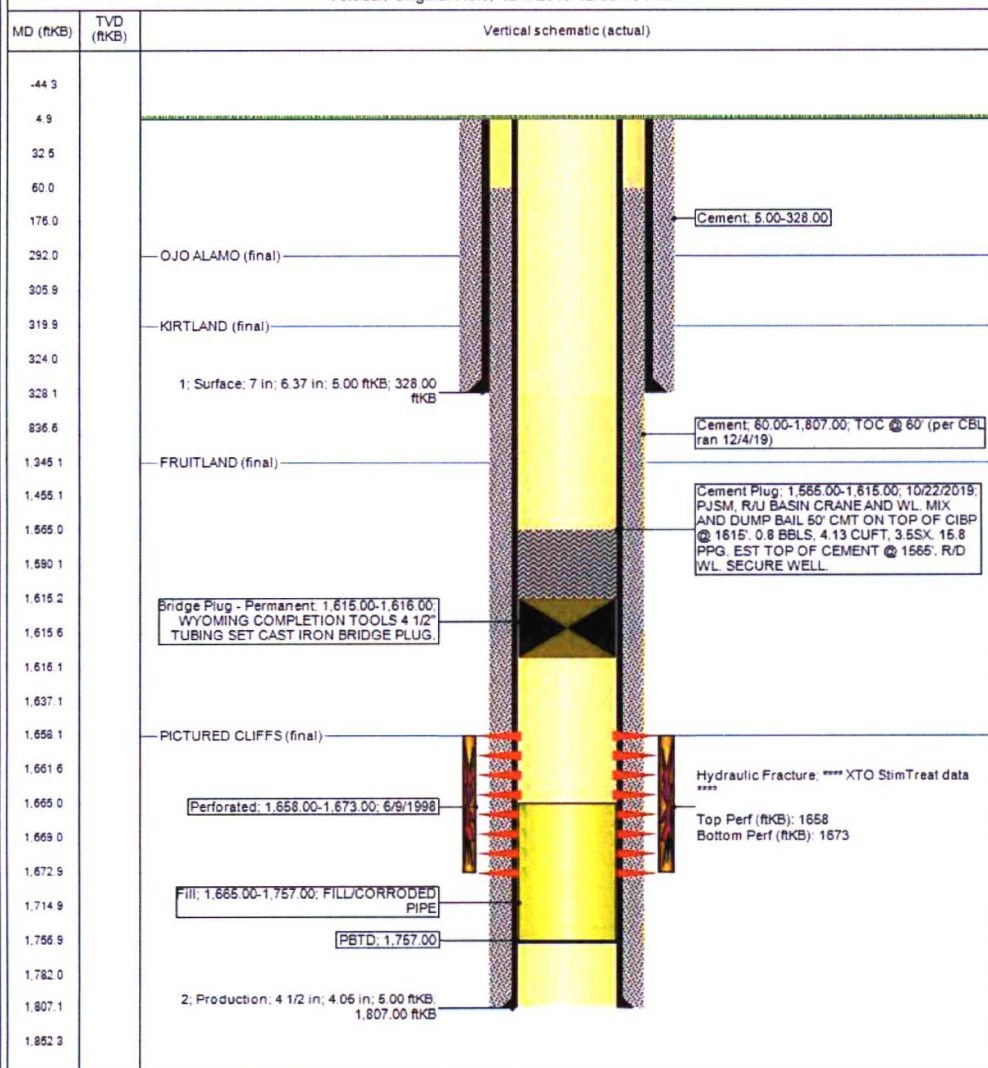 MD (ftKB)
TVD
(ftKB)
Vertical schematic (actual)
-44.3
4.9
32.5
60.0
176.0
Cement; 5.00-328.00
292.0
OJO ALAMO (final)
305.9
319.9
KIRTLAND (final)
324.0
328.1
1; Surface; 7 in; 6.37 in; 5.00 ftKB; 328.00
ftKB
836.6
Cement; 60.00-1,807.00; TOC @ 60' (per CBL
ran 12/4/19)
1,345.1
FRUITLAND (final)
1,455.1
1,565.0
1,590.1
Cement Plug; 1,565.00-1,615.00; 10/22/2019;
PJSM, R/U BASIN CRANE AND WL. MIX
AND DUMP BAIL 50' CMT ON TOP OF CIBP
@ 1615'. 0.8 BBLS, 4.13 CUFT, 3.5SX, 15.8
PPG. EST TOP OF CEMENT @ 1565'. R/D
WL. SECURE WELL.
1,615.2
1,615.6
Bridge Plug - Permanent; 1,615.00-1,616.00;
WYOMING COMPLETION TOOLS 4 1/2"
TUBING SET CAST IRON BRIDGE PLUG.
1,616.1
1,637.1
1,658.1
PICTURED CLIFFS (final)
1,661.6
1,665.0
Perforated; 1,658.00-1,673.00; 6/9/1998
Hydraulic Fracture; **** XTO StimTreat data
****
Top Perf (ftKB): 1658
Bottom Perf (ftKB): 1673
1,669.0
1,672.9
1,714.9
Fill; 1,665.00-1,757.00; FILL/CORRODED
PIPE
1,756.9
PBTD; 1,757.00
1,782.0
1,807.1
2; Production; 4 1/2 in; 4.05 in; 5.00 ftKB;
1,807.00 ftKB
1,852.3